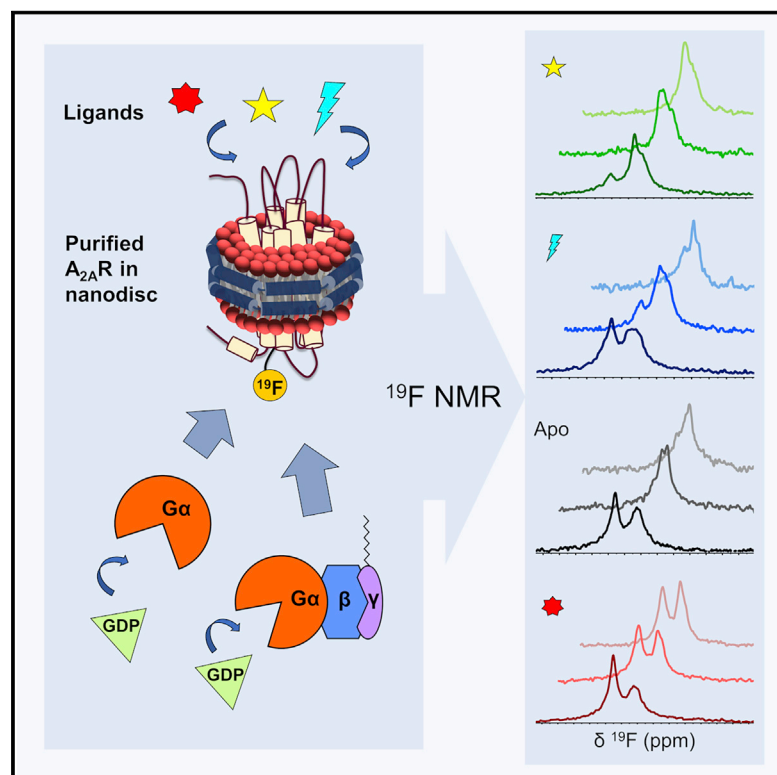 Ligands
Purified
A2AR in
nanodisc
19F
Gα
GDP
Gα
β
γ
GDP
19F NMR
Apo
δ 19F (ppm)